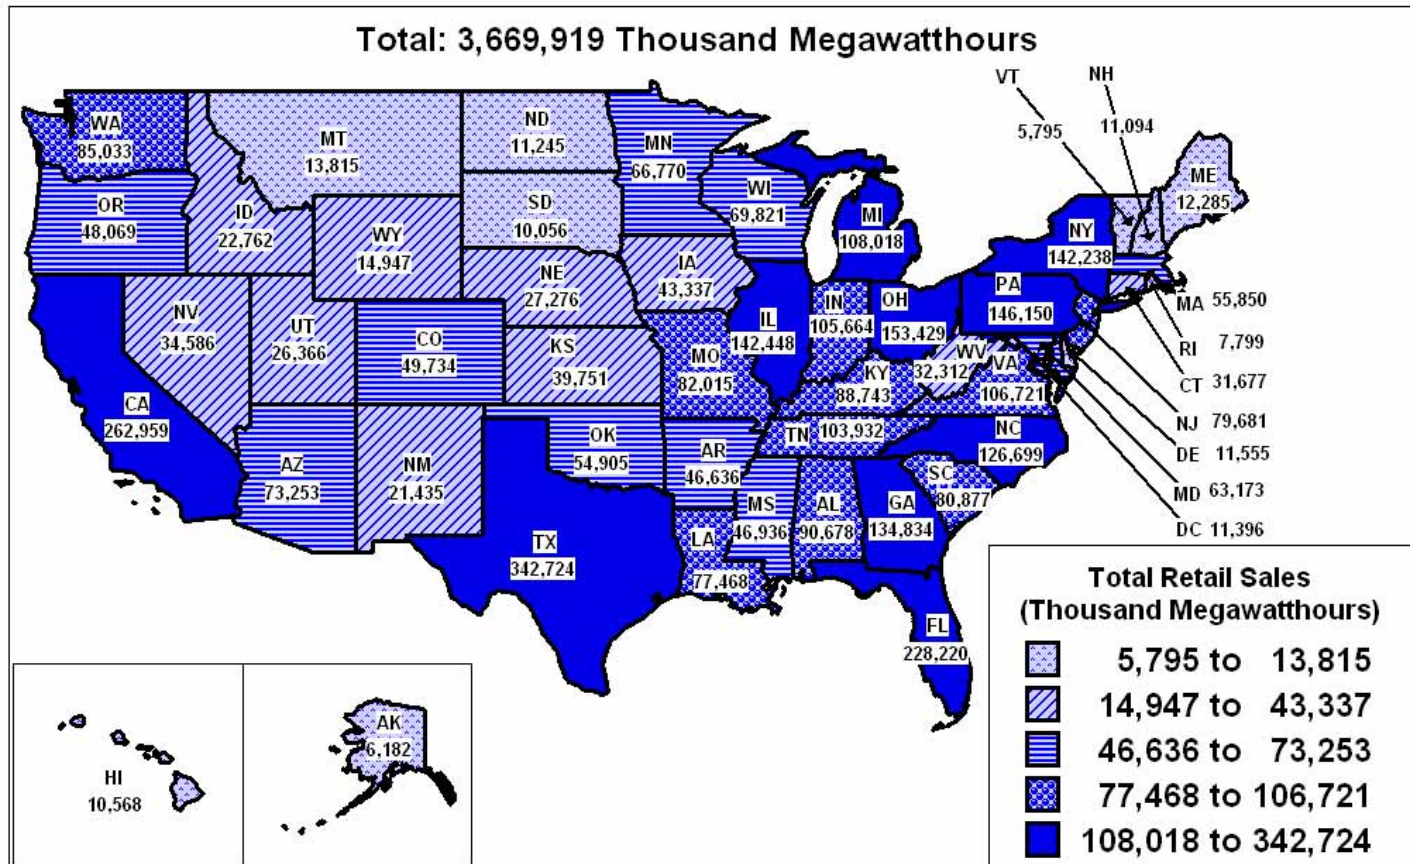 Total: 3,669,919 Thousand Megawatthours
VT
NH
5,795
11,094
WA
85,033
MT
13,815
ND
11,245
MN
66,770
ME
12,285
OR
48,069
ID
22,762
WY
14,947
SD
10,056
WI
69,821
MI
108,018
NY
142,238
NV
34,586
UT
26,366
CO
49,734
NE
27,276
KS
39,751
IA
43,337
MO
82,015
IL
142,448
IN
105,664
OH
153,429
PA
146,150
WV
32,312
KY
88,743
VA
106,721
MA 55,850
RI 7,799
CT 31,677
NJ 79,681
DE 11,555
MD 63,173
DC 11,396
CA
262,959
AZ
73,253
NM
21,435
OK
54,905
AR
46,636
TN 103,932
NC
126,699
SC
80,877
MS
46,936
AL
90,678
GA
134,834
LA
77,468
TX
342,724
FL
228,220
HI
10,568
AK
6,182
Total Retail Sales
(Thousand Megawatthours)
5,795 to 13,815
14,947 to 43,337
46,636 to 73,253
77,468 to 106,721
108,018 to 342,724